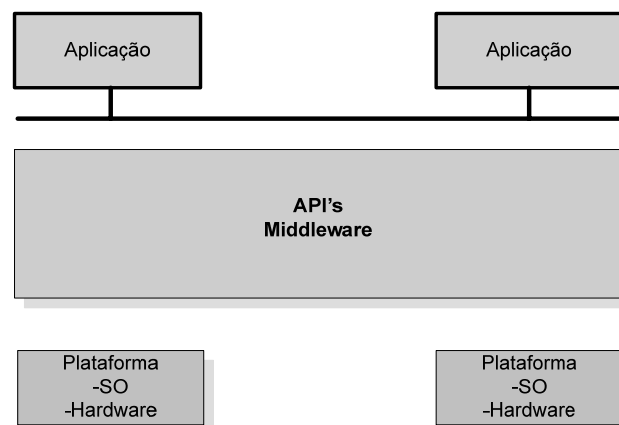 Aplicação
Aplicação
API's
Middleware
Plataforma
-SO
-Hardware
Plataforma
-SO
-Hardware